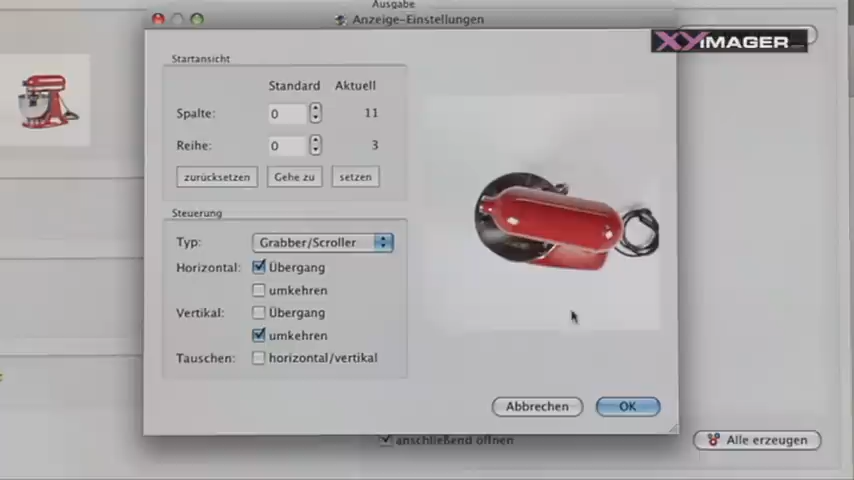 Ausgabe
Anzeige-Einstellungen
XYIMAGER
Startansicht
Standard Aktuell
Spalte: 0 11
Reihe: 0 3
zurücksetzen Gehe zu setzen
Steuerung
Typ: Grabber/Scroller
Horizontal: Übergang
umkehren
Vertikal: Übergang
umkehren
Tauschen: horizontal/vertikal
Abbrechen OK
anschließend öffnen
Alle erzeugen